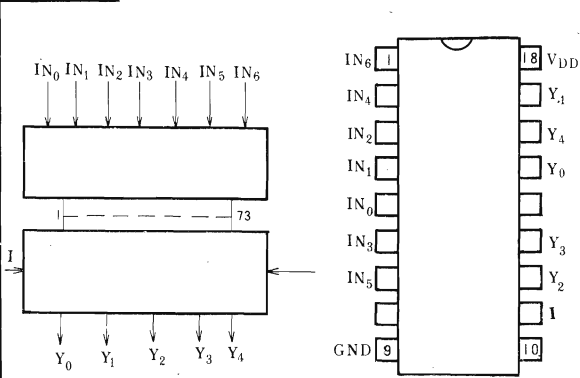 IN0 IN1 IN2 IN3 IN4 IN5 IN6
1 73
I
Y0 Y1 Y2 Y3 Y4
IN6 1 18 VDD
IN4 Y1
IN2 Y4
IN1 Y0
IN0
IN3 Y3
IN5 Y2
I
GND 9 10